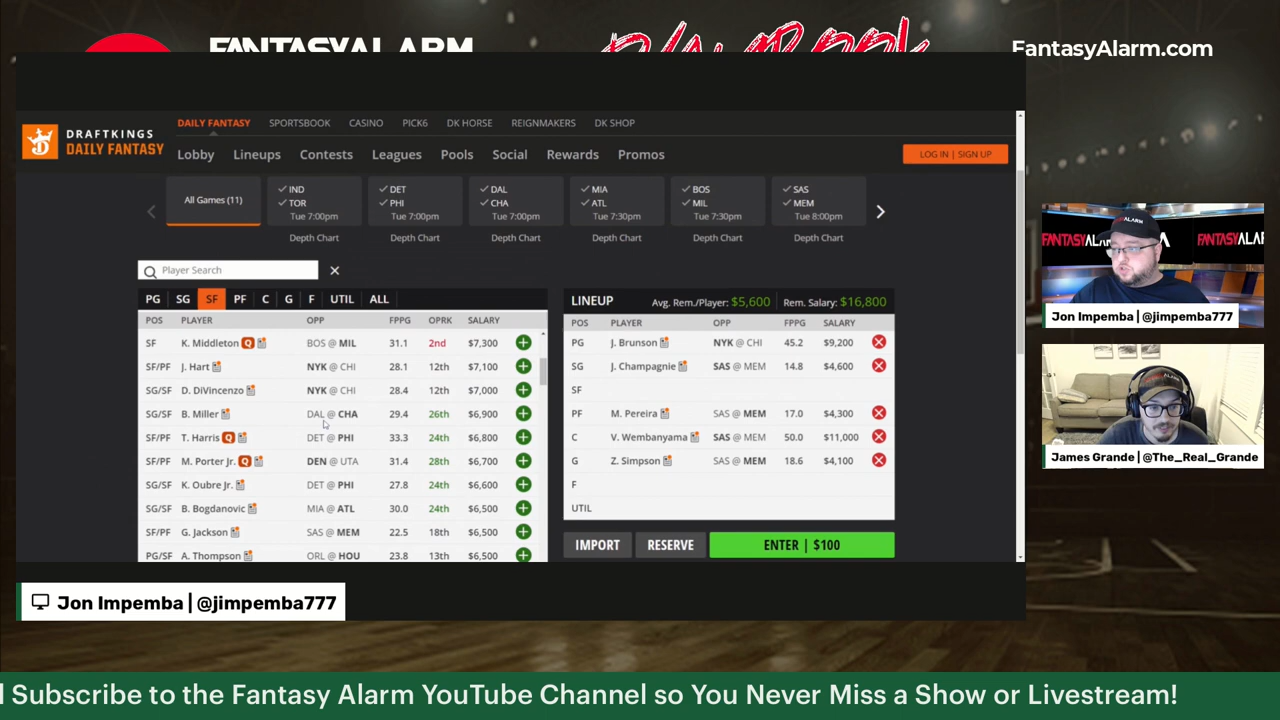 FANTASYALARM
PLAYBOOK
FantasyAlarm.com
DRAFTKINGS
DAILY FANTASY
DAILY FANTASY SPORTSBOOK CASINO PICK6 DK HORSE REIGNMAKERS DK SHOP
Lobby Lineups Contests Leagues Pools Social Rewards Promos
LOG IN | SIGN UP
All Games (11)
IND
TOR
Tue 7:00pm
Depth Chart
DET
PHI
Tue 7:00pm
Depth Chart
DAL
CHA
Tue 7:00pm
Depth Chart
MIA
ATL
Tue 7:30pm
Depth Chart
BOS
MIL
Tue 7:30pm
Depth Chart
SAS
MEM
Tue 8:00pm
Depth Chart
Player Search
PG SG SF PF C G F UTIL ALL
POS PLAYER OPP FPPG OPRK SALARY
SF K. Middleton Q BOS @ MIL 31.1 2nd $7,300
SF/PF J. Hart NYK @ CHI 28.1 12th $7,100
SG/SF D. DiVincenzo NYK @ CHI 28.4 12th $7,000
SG/SF B. Miller DAL @ CHA 29.4 26th $6,900
SF/PF T. Harris Q DET @ PHI 33.3 24th $6,800
SF/PF M. Porter Jr. Q DEN @ UTA 31.4 28th $6,700
SG/SF K. Oubre Jr. DET @ PHI 27.8 24th $6,600
SG/SF B. Bogdanovic MIA @ ATL 30.0 24th $6,500
SF/PF G. Jackson SAS @ MEM 22.5 18th $6,500
PG/SF A. Thompson ORL @ HOU 23.8 13th $6,500
LINEUP Avg. Rem./Player: $5,600 Rem. Salary: $16,800
POS PLAYER OPP FPPG SALARY
PG J. Brunson NYK @ CHI 45.2 $9,200
SG J. Champagnie SAS @ MEM 14.8 $4,600
SF
PF M. Pereira SAS @ MEM 17.0 $4,300
C V. Wembanyama SAS @ MEM 50.0 $11,000
G Z. Simpson SAS @ MEM 18.6 $4,100
F
UTIL
IMPORT RESERVE ENTER | $100
Jon Impemba | @jimpemba777
James Grande | @The_Real_Grande
Jon Impemba | @jimpemba777
Subscribe to the Fantasy Alarm YouTube Channel so You Never Miss a Show or Livestream!